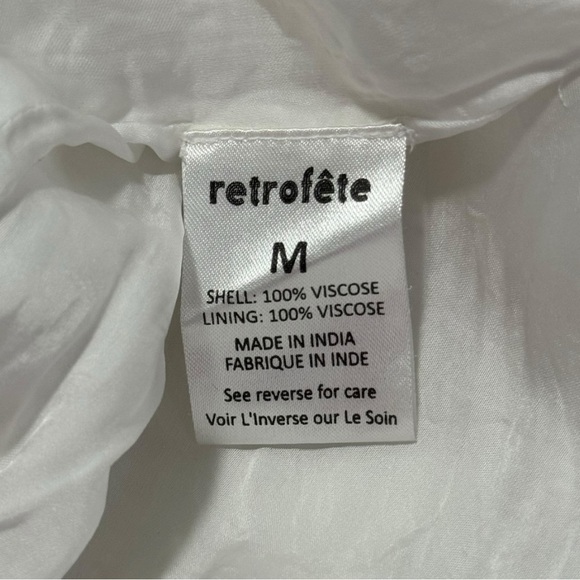 retrofête
M
SHELL: 100% VISCOSE
LINING: 100% VISCOSE
MADE IN INDIA
FABRIQUE IN INDE
See reverse for care
Voir L'Inverse our Le Soin